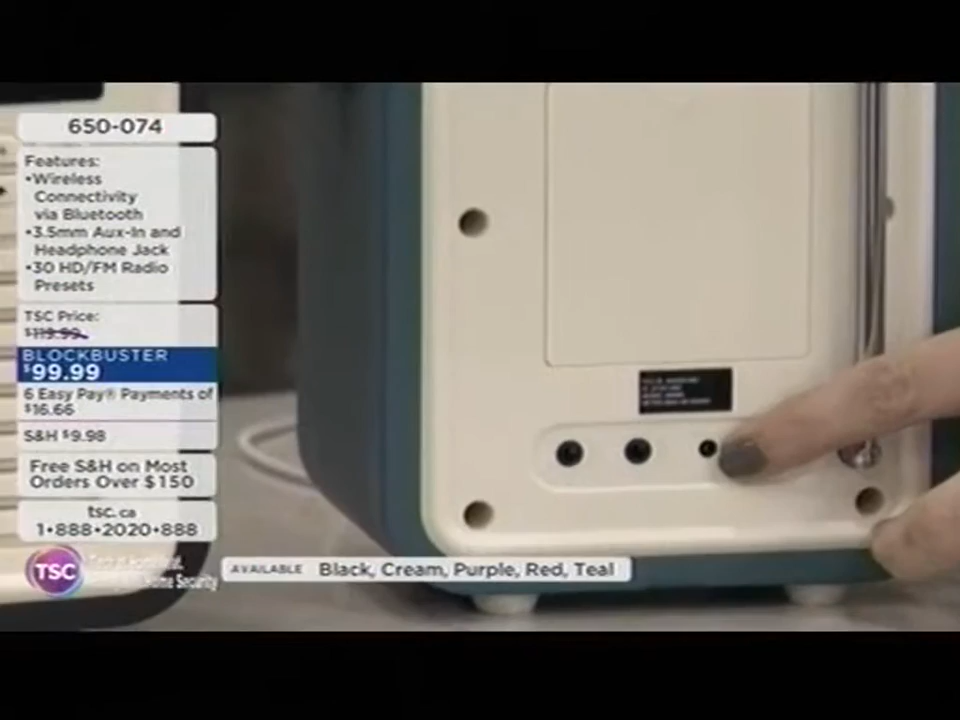 650-074
Features:
•Wireless
Connectivity
via Bluetooth
•3.5mm Aux-In and
Headphone Jack
•30 HD/FM Radio
Presets
TSC Price:
$119.99
BLOCKBUSTER
$99.99
6 Easy Pay® Payments of
$16.66
S&H $9.98
Free S&H on Most
Orders Over $150
tsc.ca
1•888•2020•888
TSC
Home Security
AVAILABLE Black, Cream, Purple, Red, Teal